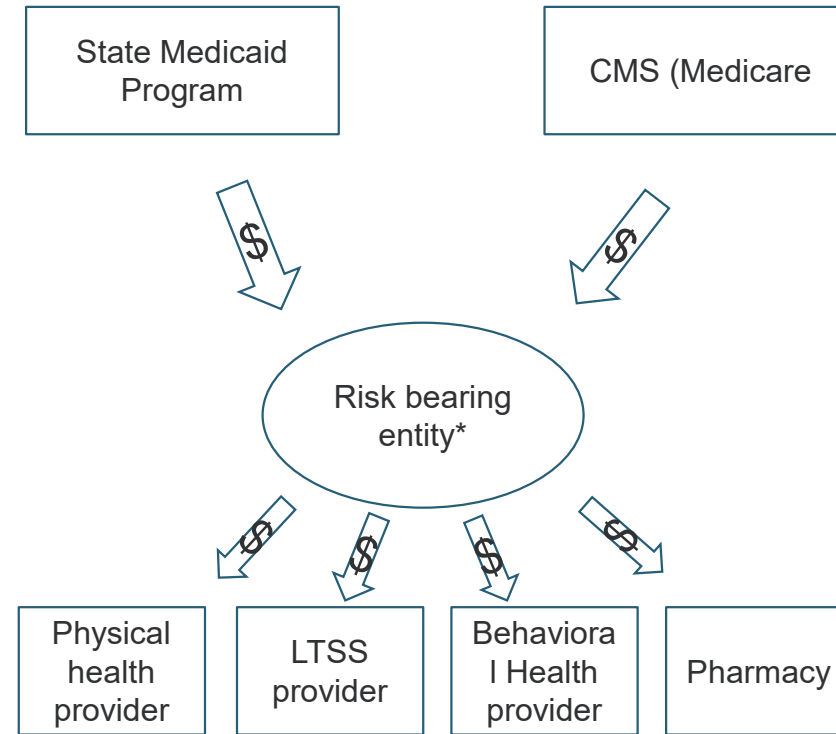 State Medicaid
Program
CMS (Medicare
$
$
Risk bearing
entity*
$
$
$
$
Physical
health
provider
LTSS
provider
Behaviora
l Health
provider
Pharmacy